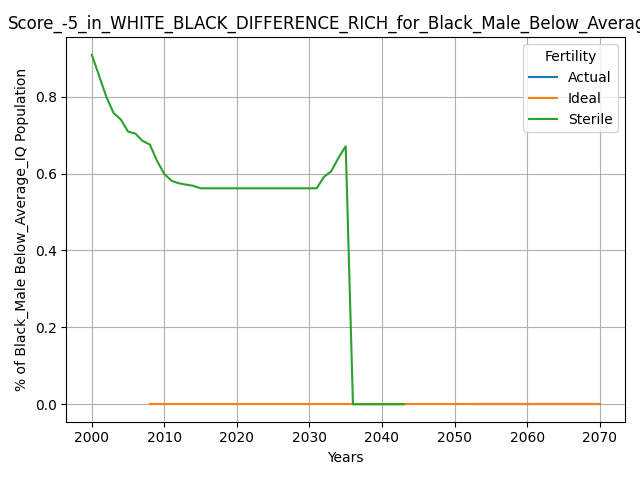 Score_-5_in_WHITE_BLACK_DIFFERENCE_RICH_for_Black_Male_Below_Averag
Fertility
Actual
Ideal
Sterile
% of Black_Male Below_Average_IQ Population
0.8
0.6
0.4
0.2
0.0
2000 2010 2020 2030 2040 2050 2060 2070
Years